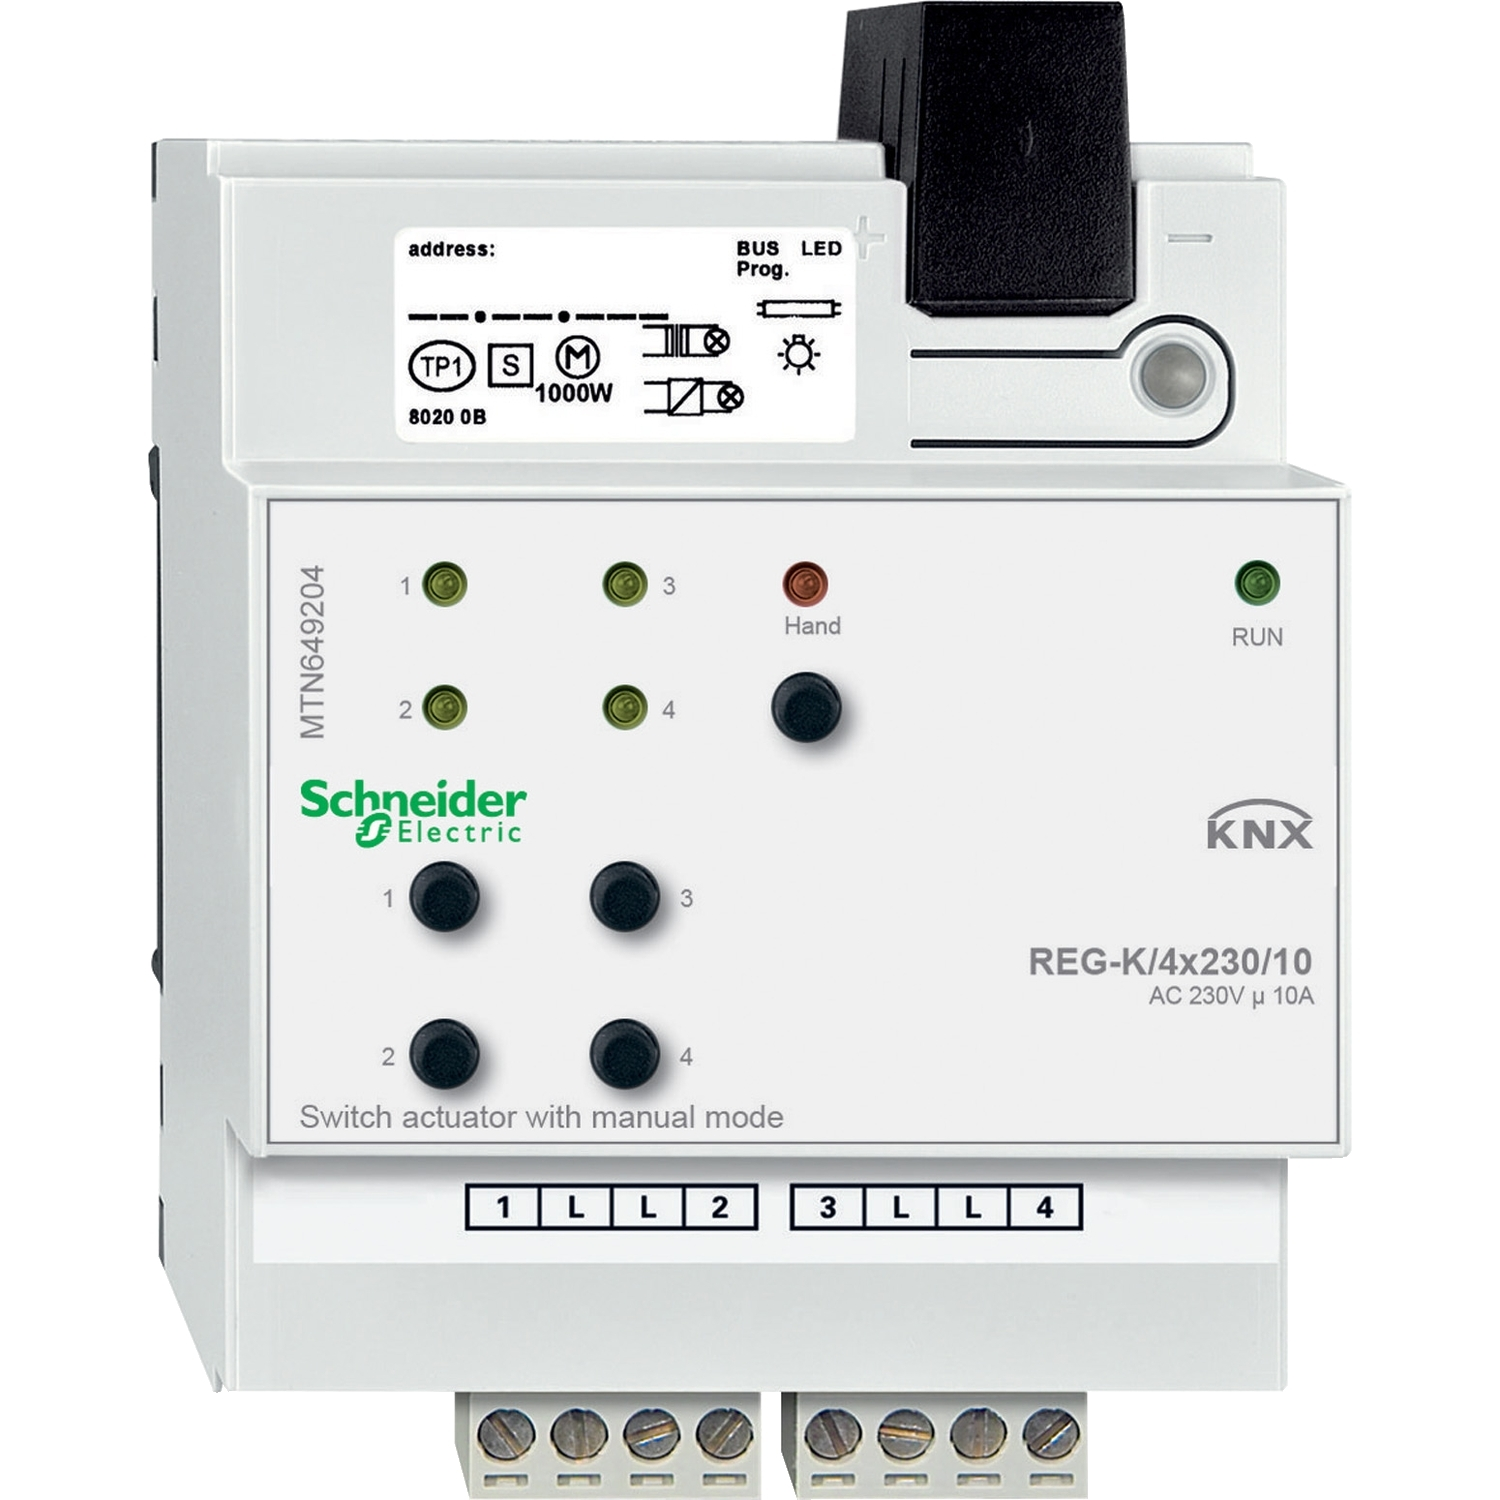 address:
BUS LED
Prog.
+ −
TP1 S M
1000W
8020 0B
MTN649204
1 3
Hand
RUN
2 4
Schneider
Electric
KNX
1 3
REG-K/4x230/10
AC 230V µ 10A
2 4
Switch actuator with manual mode
1 L L 2 3 L L 4